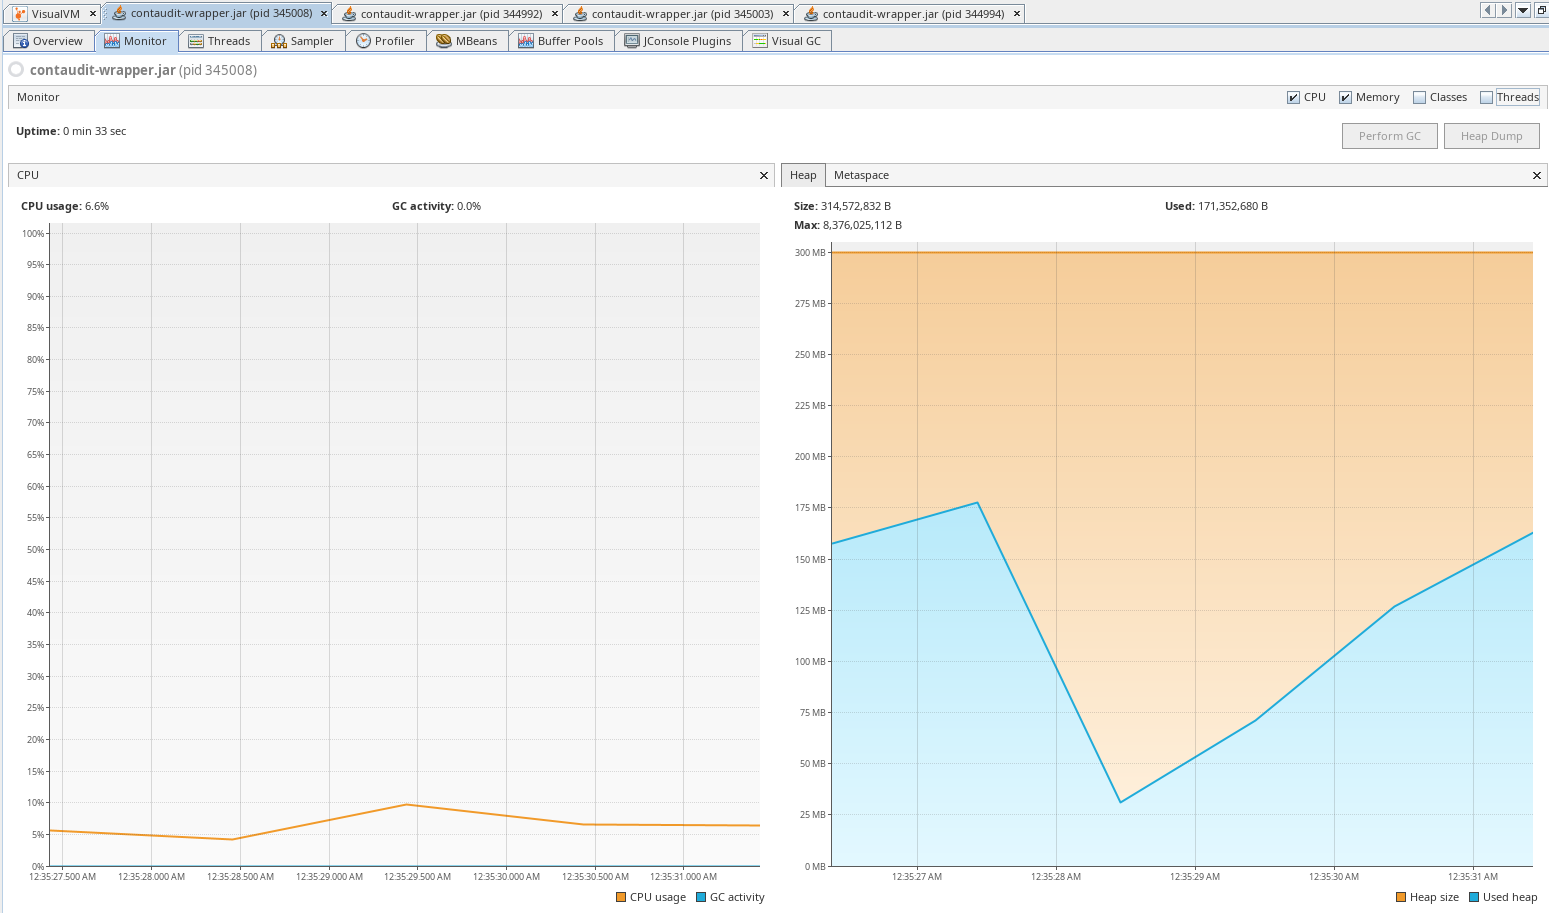 VisualVM contaudit-wrapper.jar (pid 345008) contaudit-wrapper.jar (pid 344992) contaudit-wrapper.jar (pid 345003) contaudit-wrapper.jar (pid 344994)
Overview Monitor Threads Sampler Profiler MBeans Buffer Pools JConsole Plugins Visual GC
contaudit-wrapper.jar (pid 345008)
Monitor CPU Memory Classes Threads
Uptime: 0 min 33 sec
Perform GC Heap Dump
CPU
CPU usage: 6.6% GC activity: 0.0%
100%
95%
90%
85%
80%
75%
70%
65%
60%
55%
50%
45%
40%
35%
30%
25%
20%
15%
10%
5%
0%
12:35:27.500 AM 12:35:28.000 AM 12:35:28.500 AM 12:35:29.000 AM 12:35:29.500 AM 12:35:30.000 AM 12:35:30.500 AM 12:35:31.000 AM
CPU usage GC activity
Heap Metaspace
Size: 314,572,832 B Used: 171,352,680 B
Max: 8,376,025,112 B
300 MB
275 MB
250 MB
225 MB
200 MB
175 MB
150 MB
125 MB
100 MB
75 MB
50 MB
25 MB
0 MB
12:35:27 AM 12:35:28 AM 12:35:29 AM 12:35:30 AM 12:35:31 AM
Heap size Used heap